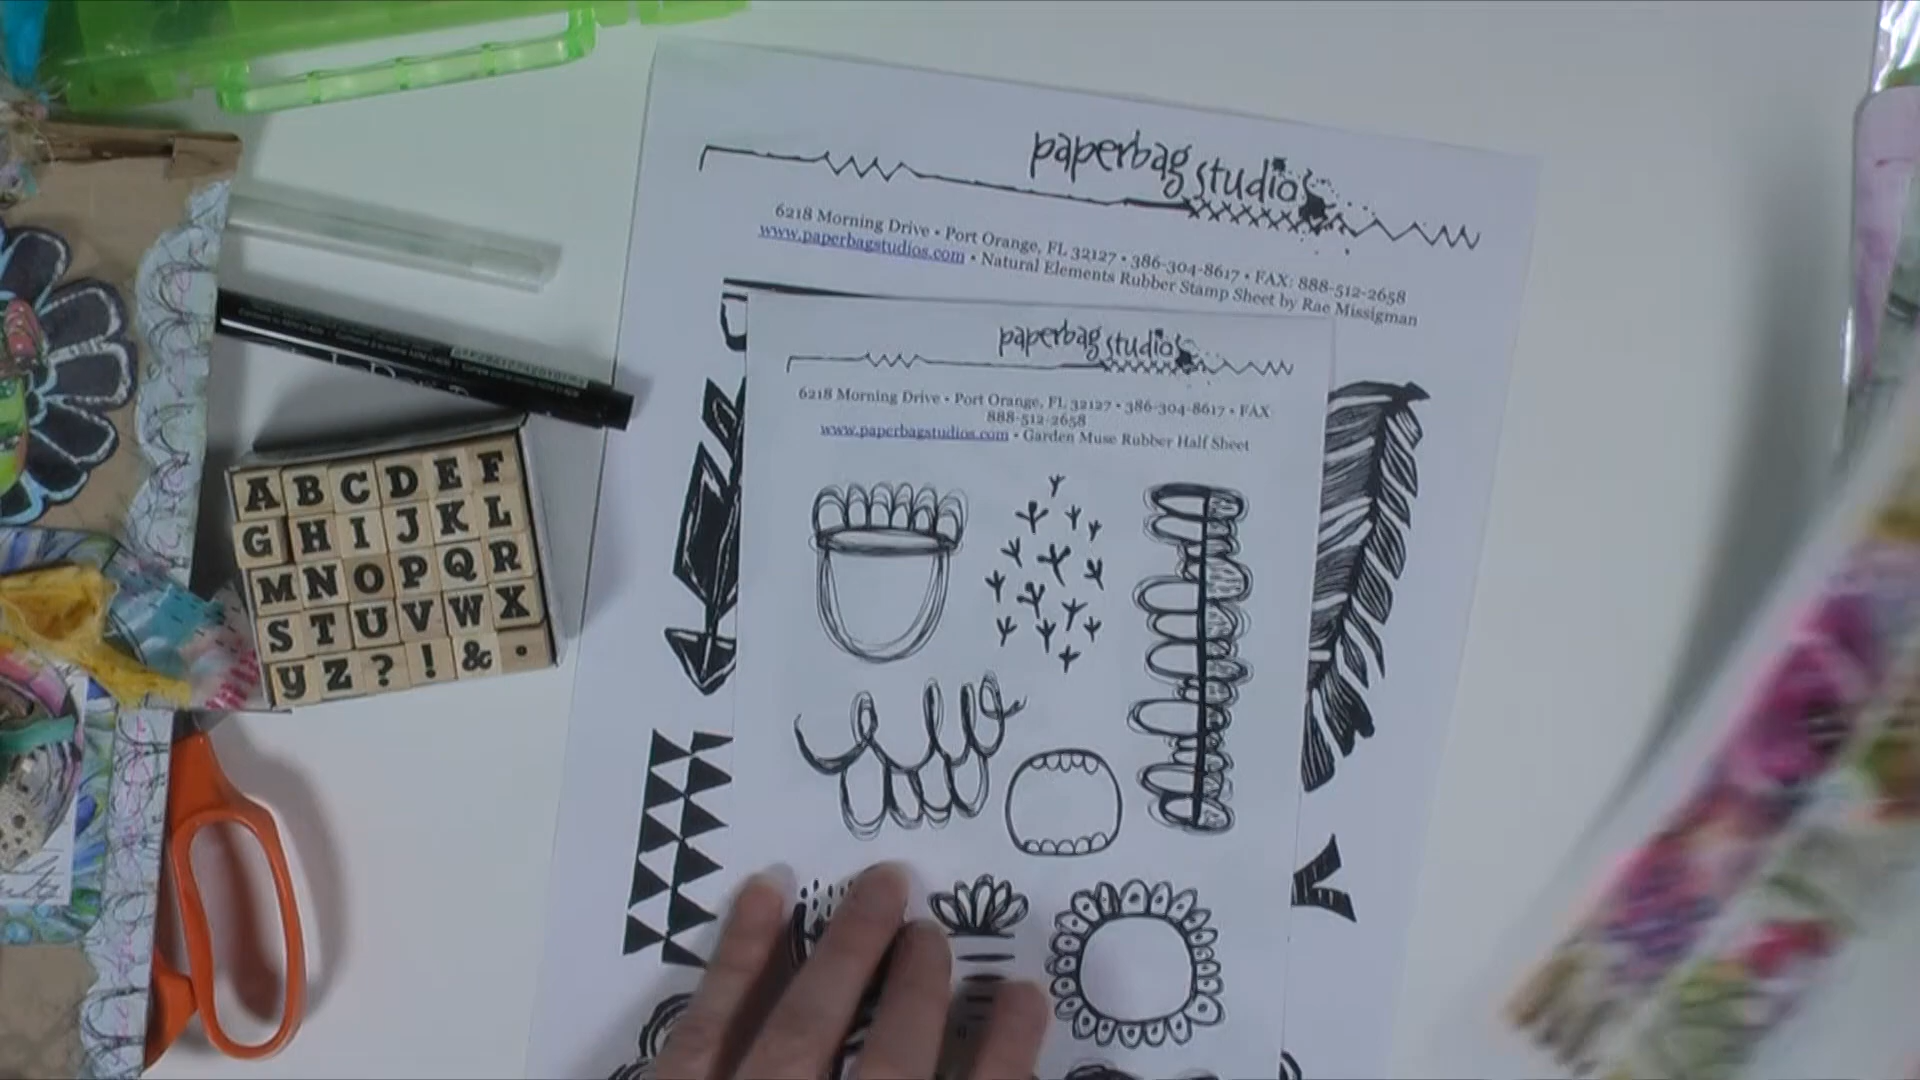 paperbag studios
6218 Morning Drive • Port Orange, FL 32127 • 386-304-8617 • FAX: 888-512-2658
www.paperbagstudios.com • Natural Elements Rubber Stamp Sheet by Rae Missigman
paperbag studios
6218 Morning Drive • Port Orange, FL 32127 • 386-304-8617 • FAX
888-512-2658
www.paperbagstudios.com • Garden Muse Rubber Half Sheet
A B C D E F
G H I J K L
M N O P Q R
S T U V W X
y Z ? ! & .